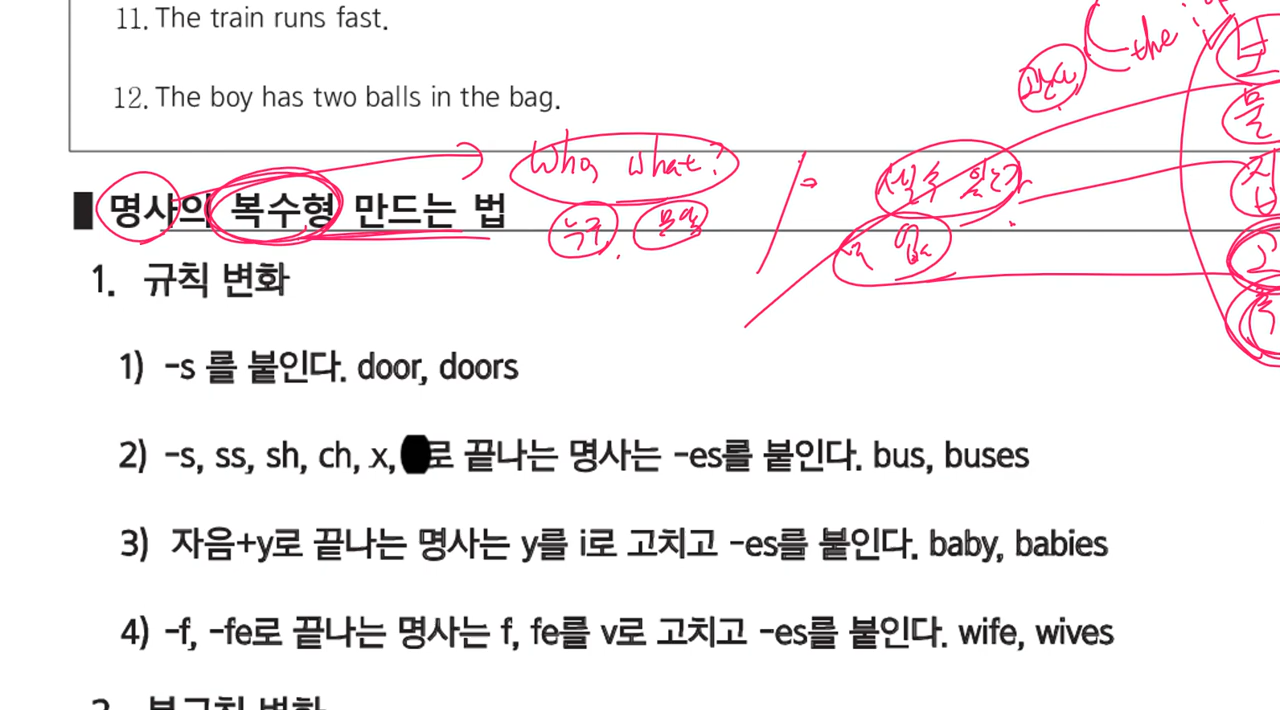 11. The train runs fast.
12. The boy has two balls in the bag.
the
Who, what?
누구, 무엇
셀 수 있는가
명사의 복수형 만드는 법
1. 규칙 변화
1) -s 를 붙인다. door, doors
2) -s, ss, sh, ch, x, 로 끝나는 명사는 -es를 붙인다. bus, buses
3) 자음+y로 끝나는 명사는 y를 i로 고치고 -es를 붙인다. baby, babies
4) -f, -fe로 끝나는 명사는 f, fe를 v로 고치고 -es를 붙인다. wife, wives